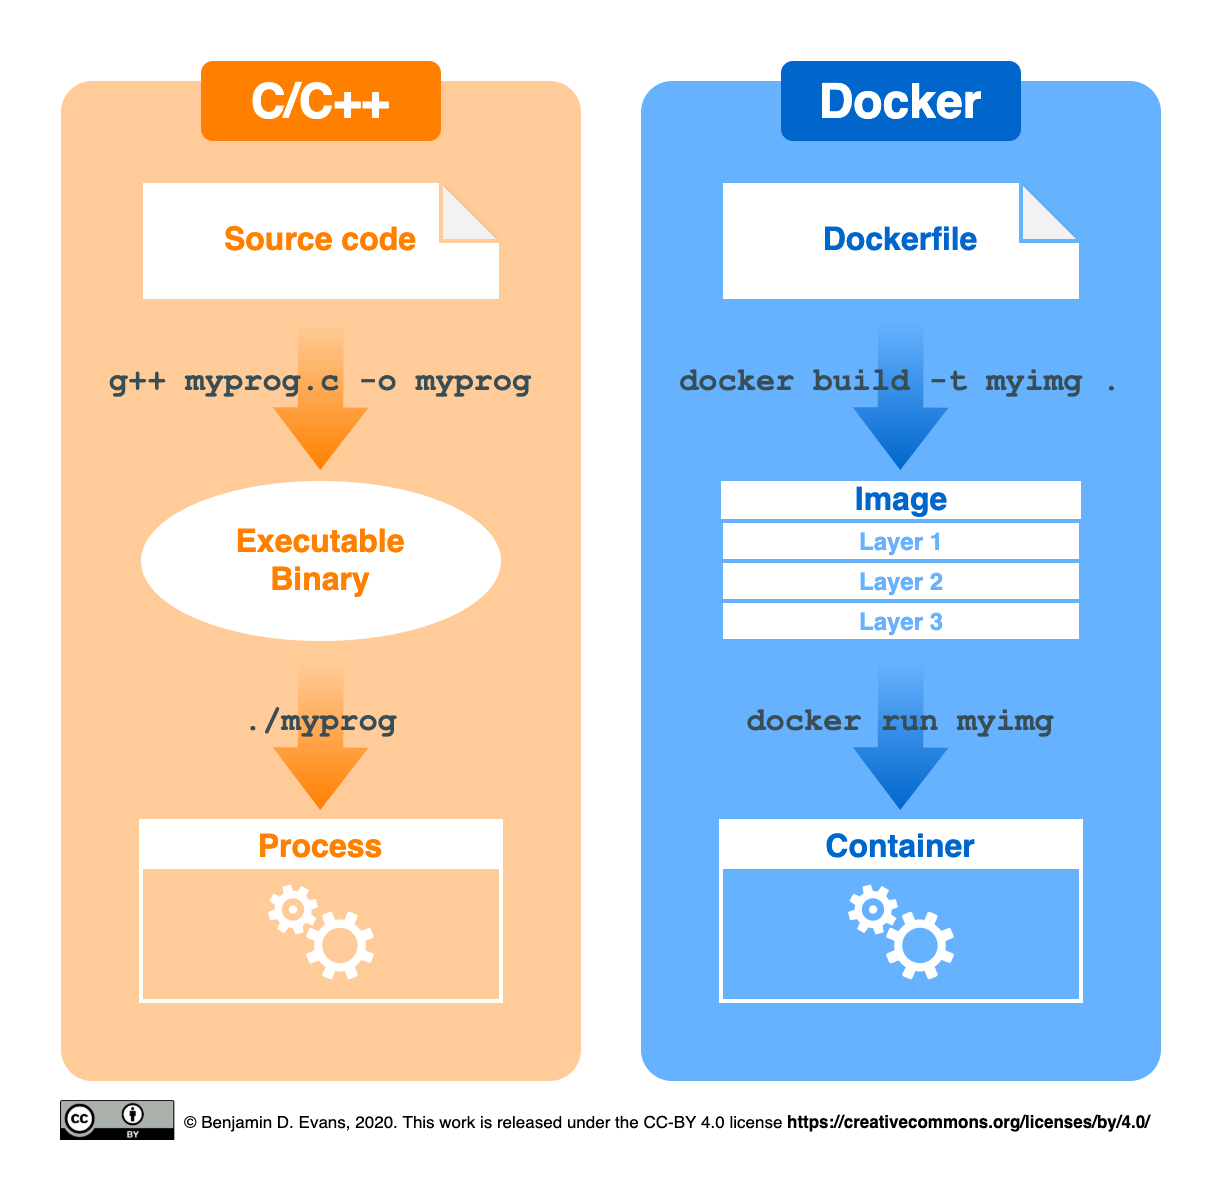 C/C++
Source code
g++ myprog.c -o myprog
Executable
Binary
./myprog
Process
Docker
Dockerfile
docker build -t myimg .
Image
Layer 1
Layer 2
Layer 3
docker run myimg
Container
cc
BY
© Benjamin D. Evans, 2020. This work is released under the CC-BY 4.0 license https://creativecommons.org/licenses/by/4.0/